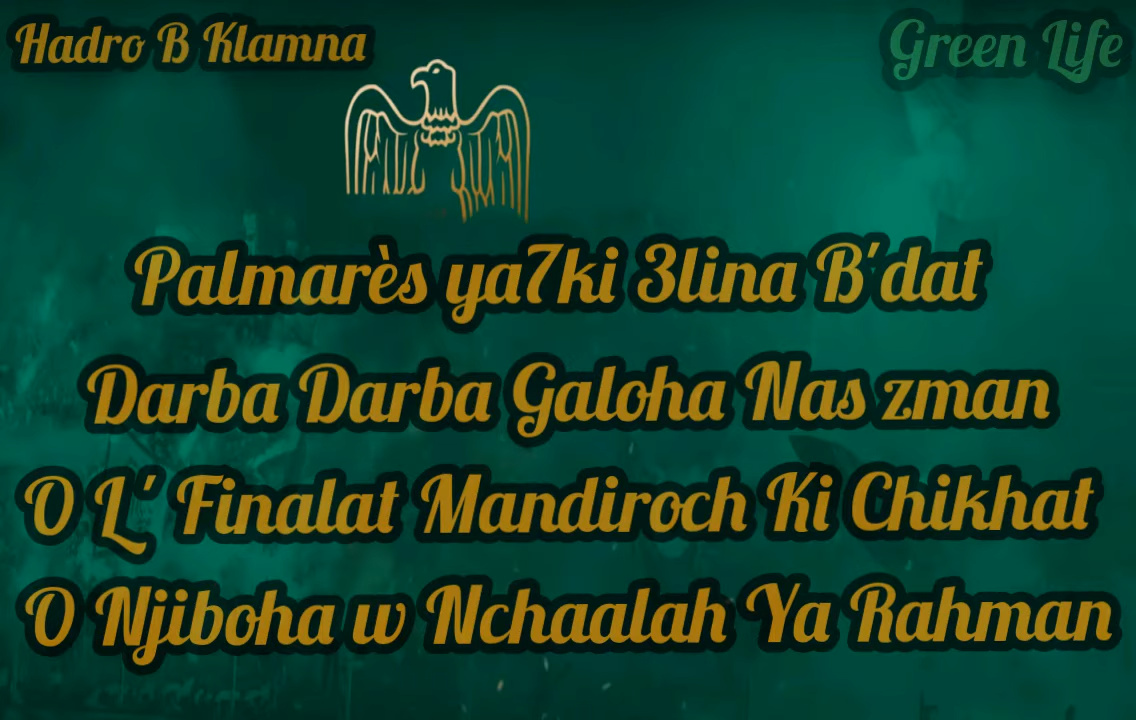 Hadro B Klamna
Green Life
Palmarès ya7ki 3lina B'dat
Darba Darba Galoha Nas zman
O L' Finalat Mandiroch Ki Chikhat
O Njiboha w Nchaalah Ya Rahman